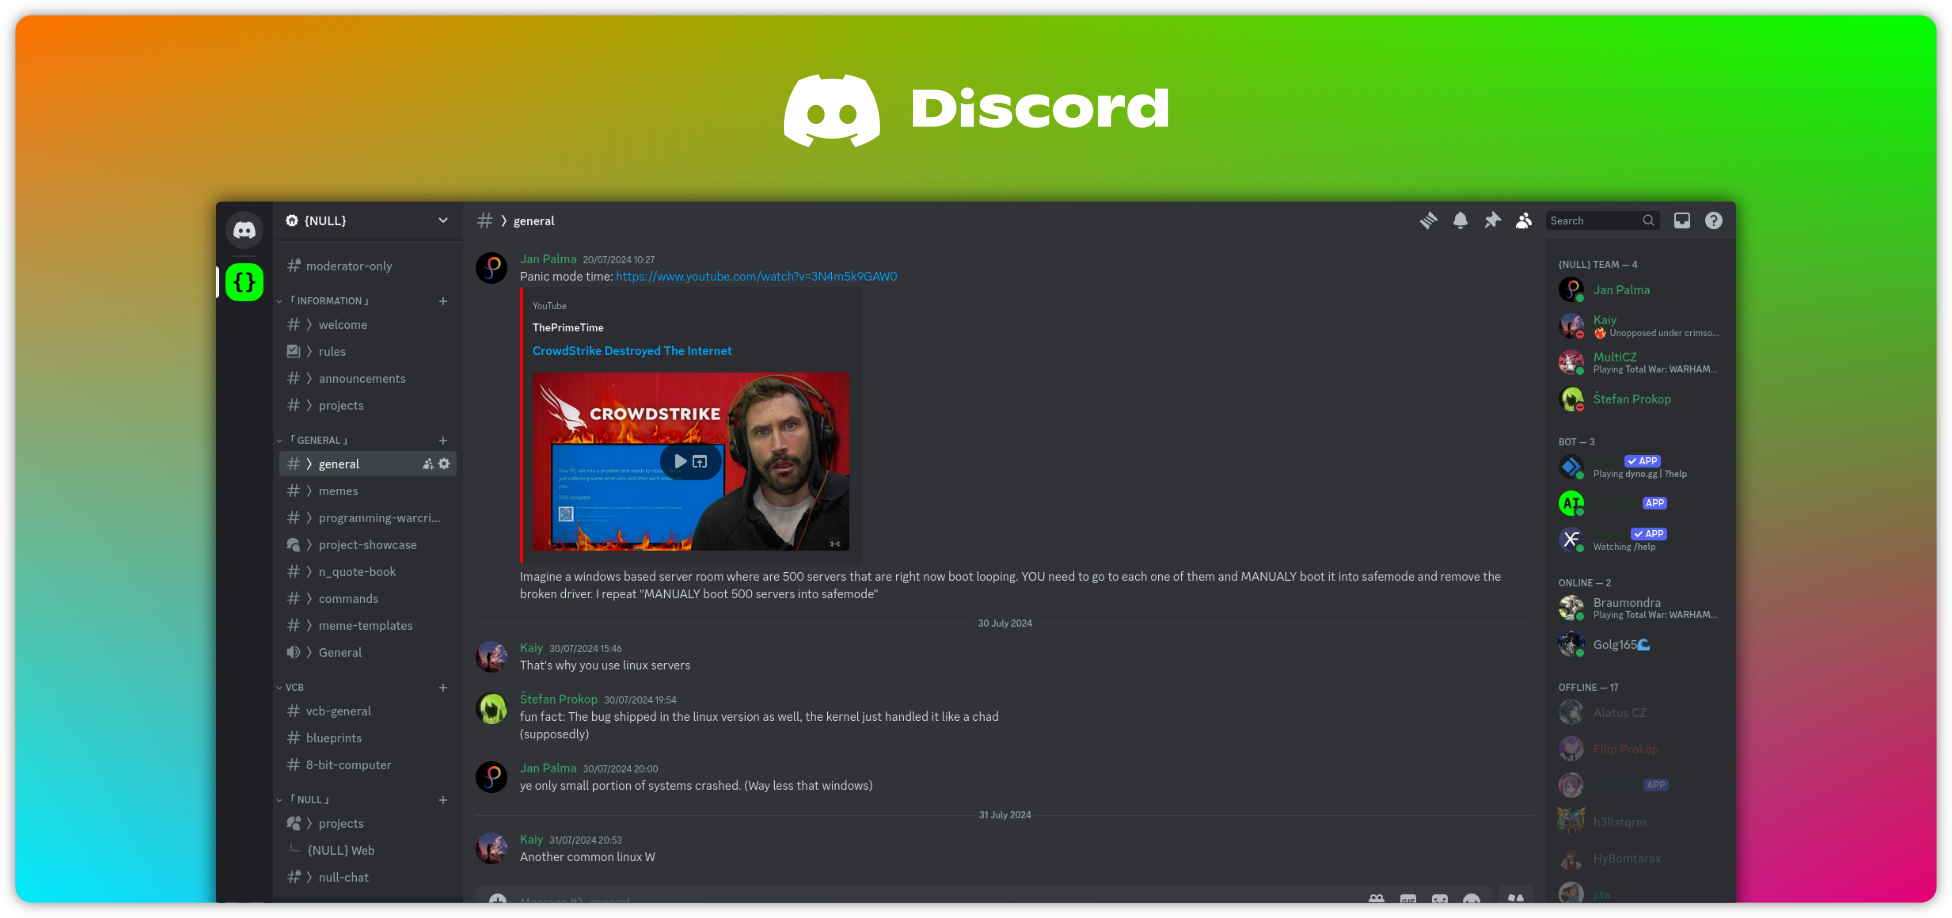 Discord
{NULL}
moderator-only
「 INFORMATION 」
welcome
rules
announcements
projects
「 GENERAL 」
general
memes
programming-warcri...
project-showcase
n_quote-book
commands
meme-templates
General
VCB
vcb-general
blueprints
8-bit-computer
「 NULL 」
projects
{NULL} Web
null-chat
general
Search
Jan Palma 20/07/2024 10:27
Panic mode time: https://www.youtube.com/watch?v=3N4m5k9GAW0
YouTube
ThePrimeTime
CrowdStrike Destroyed The Internet
CROWDSTRIKE
20% complete
Imagine a windows based server room where are 500 servers that are right now boot looping. YOU need to go to each one of them and MANUALY boot it into safemode and remove the
broken driver. I repeat "MANUALY boot 500 servers into safemode"
30 July 2024
Kaiy 30/07/2024 15:46
That's why you use linux servers
Štefan Prokop 30/07/2024 19:54
fun fact: The bug shipped in the linux version as well, the kernel just handled it like a chad
(supposedly)
Jan Palma 30/07/2024 20:00
ye only small portion of systems crashed. (Way less that windows)
31 July 2024
Kaiy 31/07/2024 20:53
Another common linux W
GIF
{NULL} TEAM — 4
Jan Palma
Kaiy
Unopposed under crimso...
MultiCZ
Playing Total War: WARHAM...
Štefan Prokop
BOT — 3
APP
Playing dyno.gg | ?help
AI
APP
APP
Watching /help
ONLINE — 2
Braumondra
Playing Total War: WARHAM...
Golg165🌊
OFFLINE — 17
Alatus CZ
Filip Prokop
APP
h3llstqrm
HyBomtarax
jita